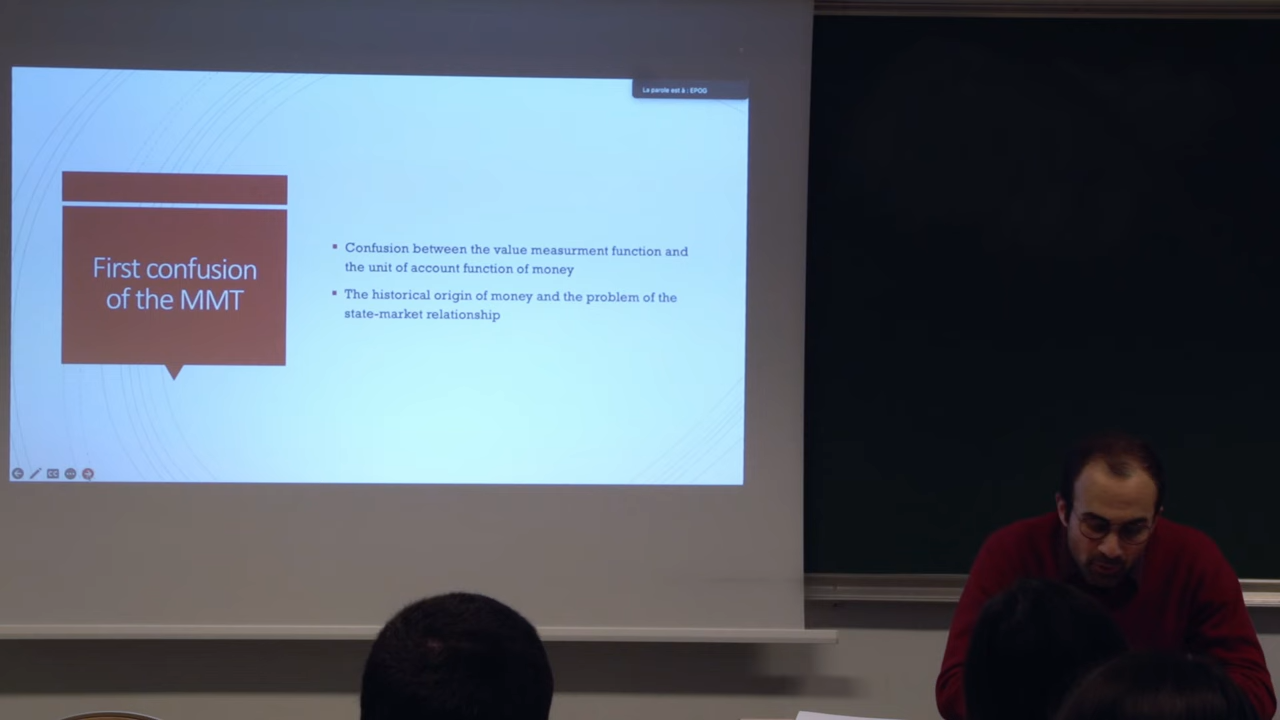 La parole est à : EPOG
First confusion
of the MMT
▪ Confusion between the value measurment function and
the unit of account function of money
▪ The historical origin of money and the problem of the
state-market relationship